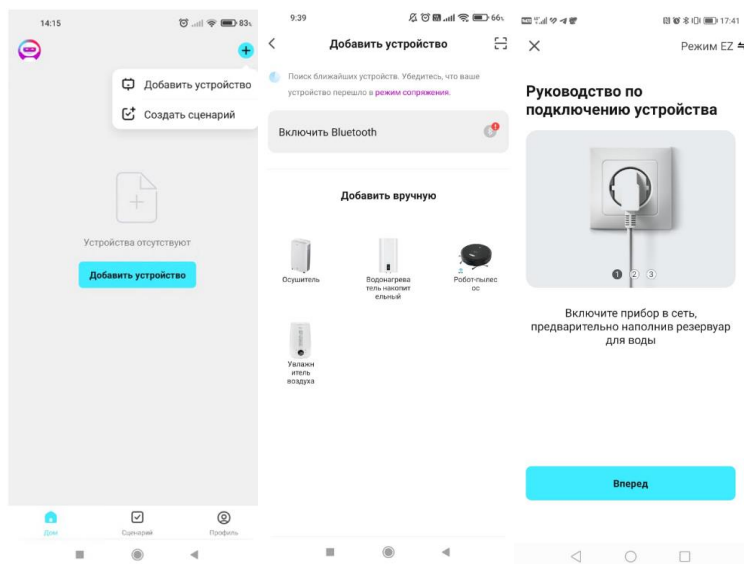 14:15
83%
Добавить устройство
Создать сценарий
Устройства отсутствуют
Добавить устройство
Дом
Сценарий
Профиль
9:39
66%
Добавить устройство
Поиск ближайших устройств. Убедитесь, что ваше
устройство перешло в режим сопряжения.
Включить Bluetooth
Добавить вручную
Осушитель
Водонагрева
тель накопит
ельный
Робот-пылес
ос
Увлажн
итель
воздуха
17:41
Режим EZ
Руководство по
подключению устройства
1 2 3
Включите прибор в сеть,
предварительно наполнив резервуар
для воды
Вперед